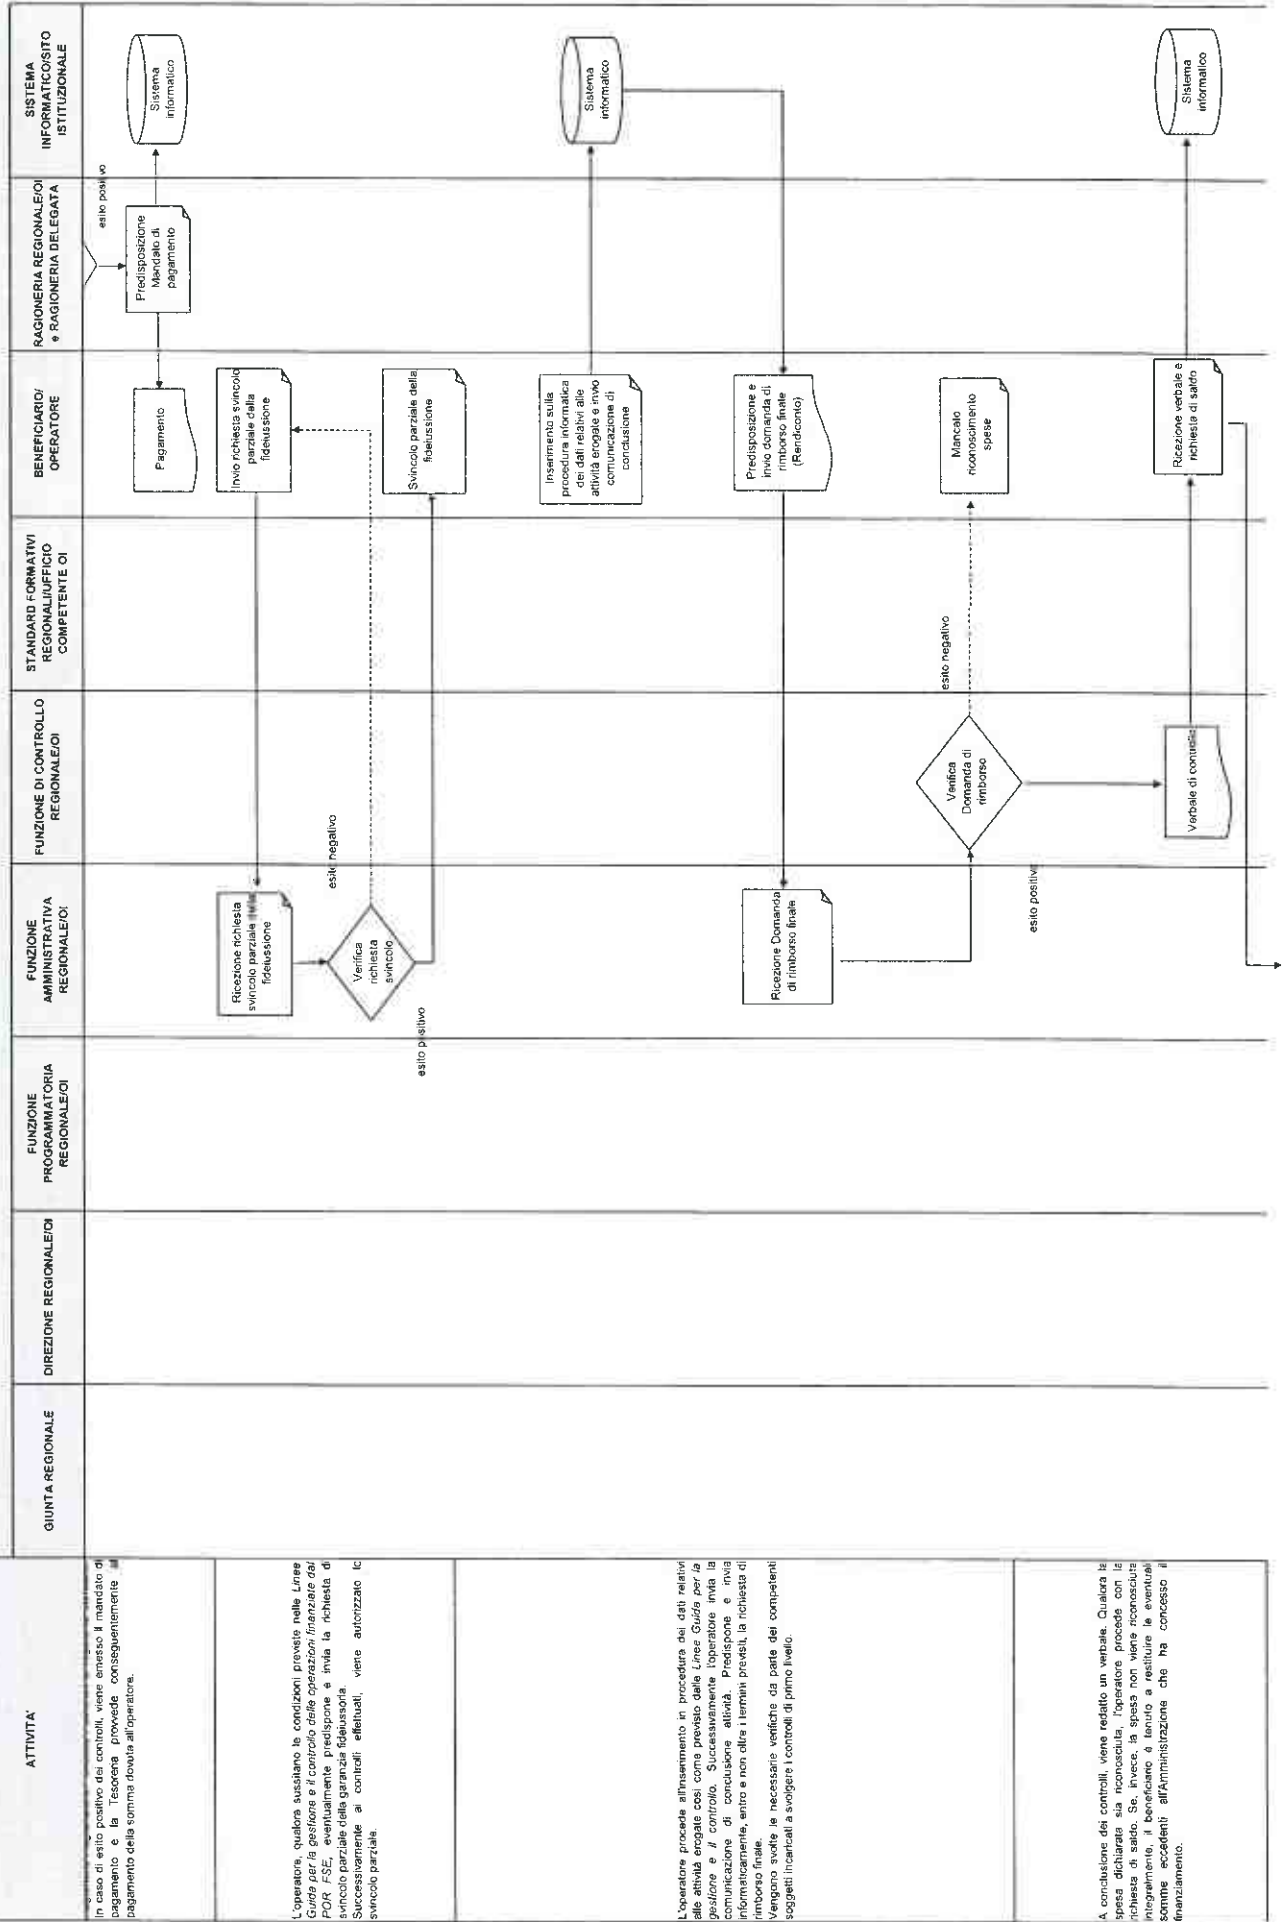 ATTIVITA'
GIUNTA REGIONALE
DIREZIONE REGIONALE/OI
FUNZIONE
PROGRAMMATORIA
REGIONALE/OI
FUNZIONE
AMMINISTRATIVA
REGIONALE/OI
FUNZIONE DI CONTROLLO
REGIONALE/OI
STANDARD FORMATIVI
REGIONALI/UFFICIO
COMPETENTE OI
BENEFICIARIO/
OPERATORE
RAGIONERIA REGIONALE/OI
e RAGIONERIA DELEGATA
SISTEMA
INFORMATICO/SITO
ISTITUZIONALE
In caso di esito positivo dei controlli, viene emesso il mandato di
pagamento e la Tesoreria provvede conseguentemente al
pagamento della somma dovuta all'operatore.
Pagamento
Predisposizione
Mandato di
pagamento
esito positivo
Sistema
informatico
L'operatore, qualora sussitano le condizioni previste nelle Linee
Guida per la gestione e il controllo delle operazioni finanziate dal
POR FSE, eventualmente predispone e invia la richiesta di
svincolo parziale della garanzia fideiussoria.
Successivamente ai controlli effettuati, viene autorizzato lo
svincolo parziale.
Ricezione richiesta
svincolo parziale della
fideiussione
Invio richiesta svincolo
parziale della
fideiussione
Verifica
richiesta
svincolo
esito negativo
esito positivo
Svincolo parziale della
fideiussione
L'operatore procede all'inserimento in procedura dei dati relativi
alle attività erogate così come previsto dalle Linee Guida per la
gestione e il controllo. Successivamente l'operatore invia la
comunicazione di conclusione attività. Predispone e invia
informaticamente, entro e non oltre i termini previsti, la richiesta di
rimborso finale.
Vengono svolte le necessarie verifiche da parte dei competenti
soggetti incaricati a svolgere i controlli di primo livello.
Inserimento sulla
procedura informatica
dei dati relativi alle
attività erogate e invio
comunicazione di
conclusione
Sistema
informatico
Predisposizione e
invio domanda di
rimborso finale
(Rendiconto)
Ricezione Domanda
di rimborso finale
Verifica
Domanda di
rimborso
esito negativo
esito positivo
Mancato
riconoscimento
spese
A conclusione dei controlli, viene redatto un verbale. Qualora la
spesa dichiarata sia riconosciuta, l'operatore procede con la
richiesta di saldo. Se, invece, la spesa non viene riconosciuta
integralmente, il beneficiario è tenuto a restituire le eventuali
somme eccedenti all'Amministrazione che ha concesso il
finanziamento.
Verbale di controllo
Ricezione verbale e
richiesta di saldo
Sistema
informatico